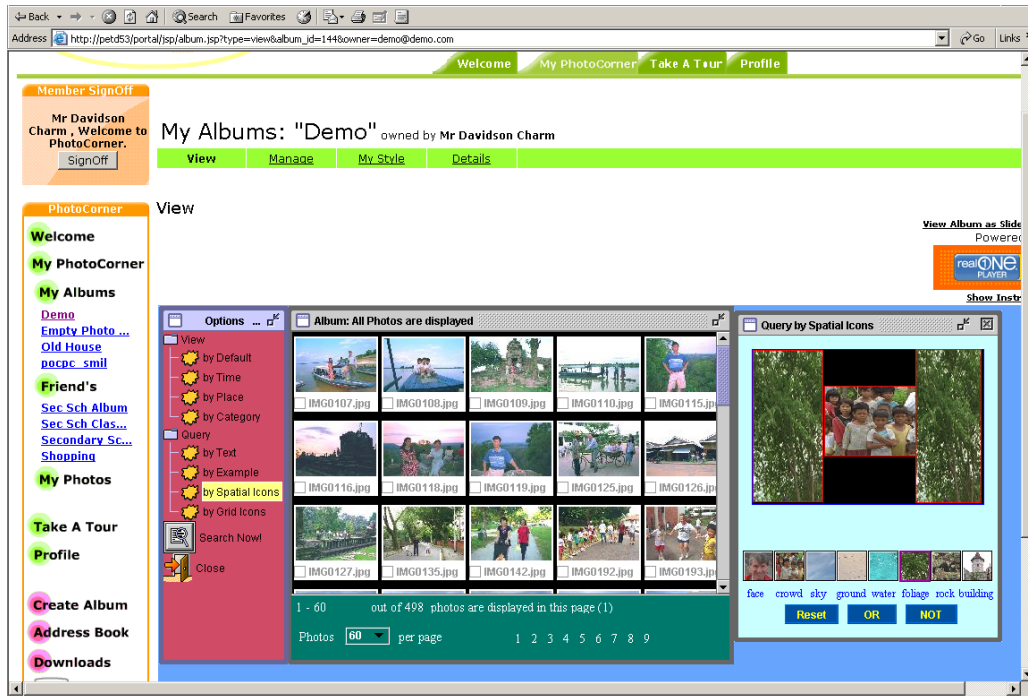 Back Search Favorites
Address http://petd53/portal/jsp/album.jsp?type=view&album_id=144&owner=demo@demo.com Go Links
Welcome My PhotoCorner Take A Tour Profile
Member SignOff
Mr Davidson
Charm , Welcome to
PhotoCorner.
SignOff
My Albums: "Demo" owned by Mr Davidson Charm
View Manage My Style Details
PhotoCorner
Welcome
My PhotoCorner
My Albums
Demo
Empty Photo ...
Old House
pocpc_smil
Friend's
Sec Sch Album
Sec Sch Clas...
Secondary Sc...
Shopping
My Photos
Take A Tour
Profile
Create Album
Address Book
Downloads
View
View Album as Slide
Powered
real ONE
PLAYER
Show Instr
Options ...
View
by Default
by Time
by Place
by Category
Query
by Text
by Example
by Spatial Icons
by Grid Icons
Search Now!
Close
Album: All Photos are displayed
IMG0107.jpg IMG0108.jpg IMG0109.jpg IMG0110.jpg IMG0115.jp
IMG0116.jpg IMG0118.jpg IMG0119.jpg IMG0125.jpg IMG0126.jp
IMG0127.jpg IMG0135.jpg IMG0142.jpg IMG0192.jpg IMG0193.jp
1 - 60 out of 498 photos are displayed in this page (1)
Photos 60 per page 1 2 3 4 5 6 7 8 9
Query by Spatial Icons
face crowd sky ground water foliage rock building
Reset OR NOT